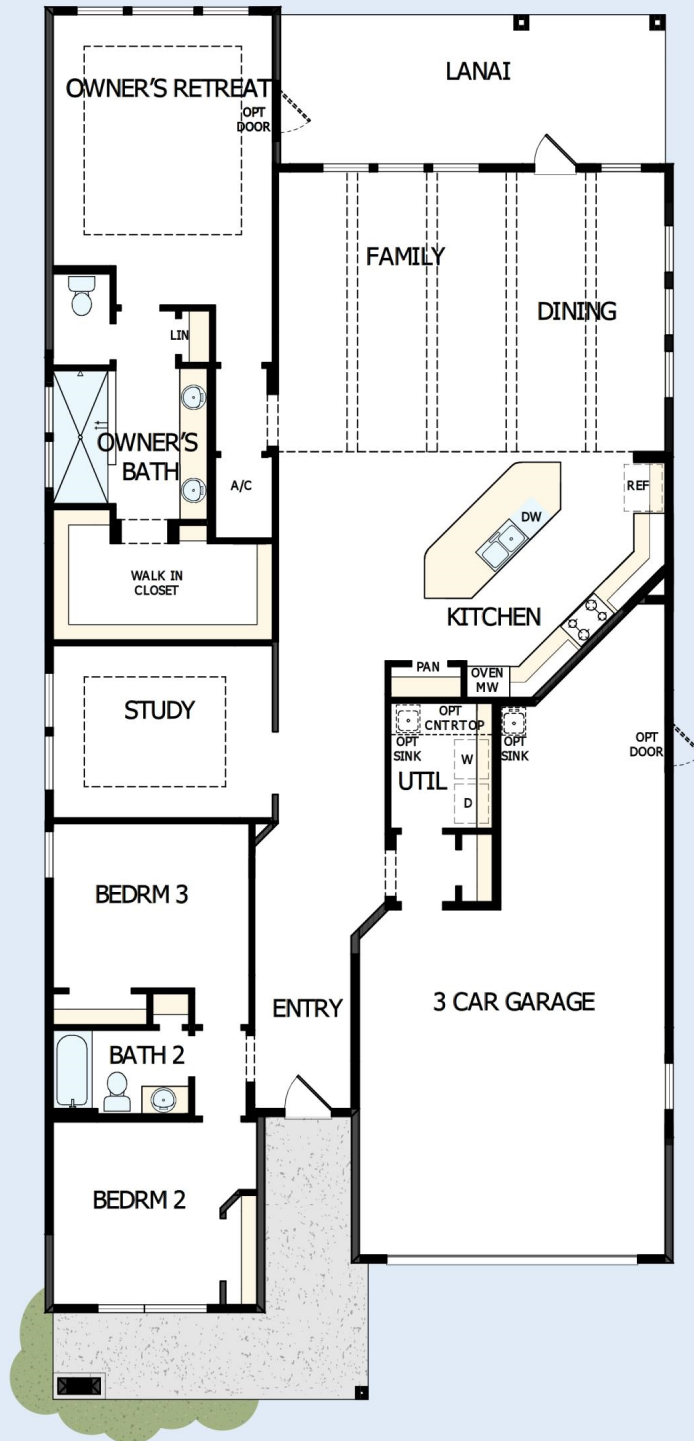 LANAI
OWNER'S RETREAT
OPT
DOOR
FAMILY
DINING
LIN
OWNER'S
BATH
A/C
REF
DW
WALK IN
CLOSET
KITCHEN
PAN
OVEN
MW
STUDY
OPT
CNTRTOP
OPT
SINK
OPT
SINK
OPT
DOOR
W
UTIL
D
BEDRM 3
3 CAR GARAGE
ENTRY
BATH 2
BEDRM 2